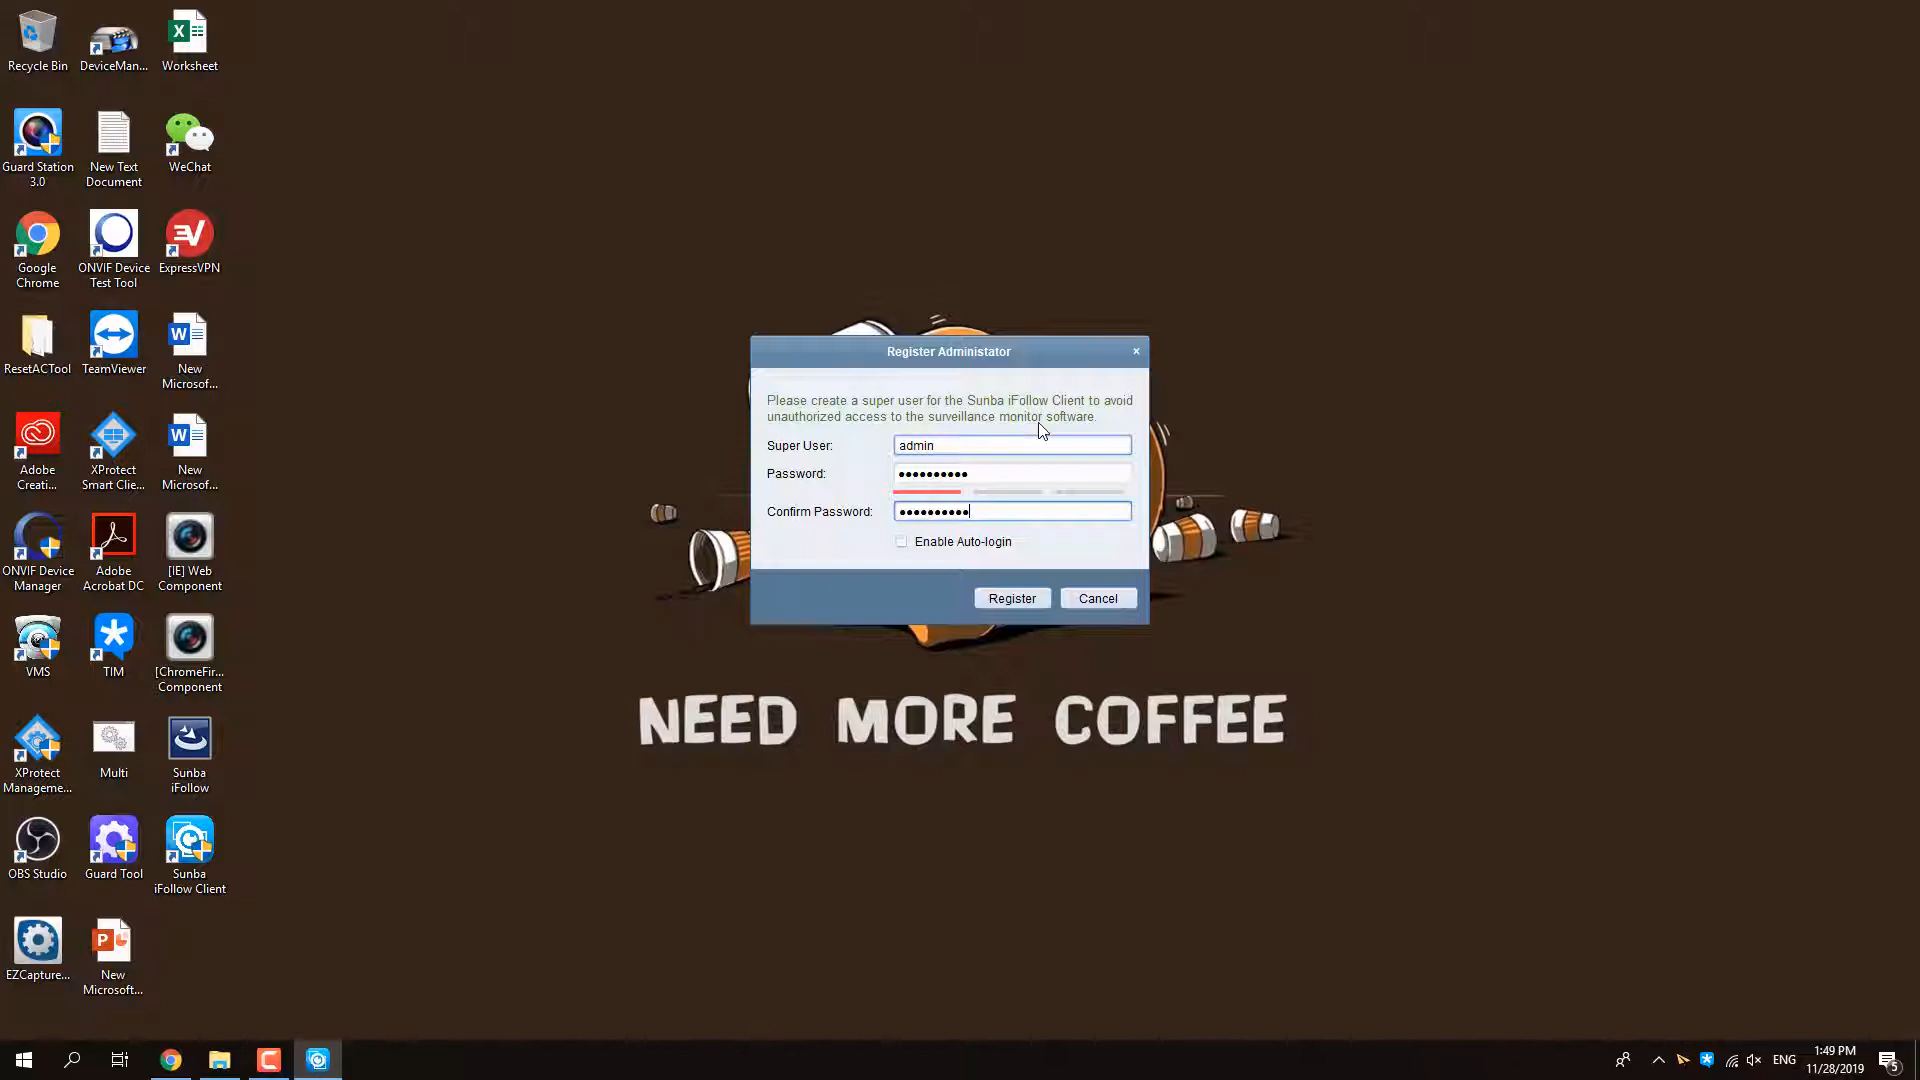 Recycle Bin
DeviceMan...
Worksheet
Guard Station
3.0
New Text
Document
WeChat
Google
Chrome
ONVIF Device
Test Tool
ExpressVPN
ResetACTool
TeamViewer
New
Microsof...
Adobe
Creati...
XProtect
Smart Clie...
New
Microsof...
ONVIF Device
Manager
Adobe
Acrobat DC
[IE] Web
Component
VMS
TIM
[ChromeFir...
Component
XProtect
Manageme...
Multi
Sunba
iFollow
OBS Studio
Guard Tool
Sunba
iFollow Client
EZCapture...
New
Microsoft...
Register Administator
Please create a super user for the Sunba iFollow Client to avoid
unauthorized access to the surveillance monitor software.
Super User: admin
Password: ●●●●●●●●●●
Confirm Password: ●●●●●●●●●●
Enable Auto-login
Register Cancel
NEED MORE COFFEE
ENG
1:49 PM
11/28/2019
5